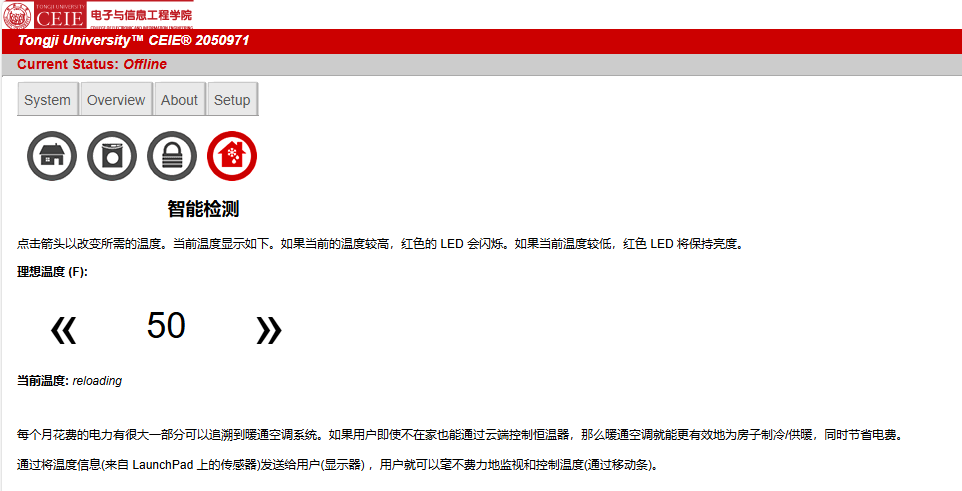 TONGJI UNIVERSITY
CEIE 电子与信息工程学院
COLLEGE OF ELECTRONIC AND INFORMATION ENGINEERING
Tongji University™ CEIE® 2050971
Current Status: Offline
System Overview About Setup
智能检测
点击箭头以改变所需的温度。当前温度显示如下。如果当前的温度较高，红色的 LED 会闪烁。如果当前温度较低，红色 LED 将保持亮度。
理想温度 (F):
« 50 »
当前温度: reloading
每个月花费的电力有很大一部分可以追溯到暖通空调系统。如果用户即使不在家也能通过云端控制恒温器，那么暖通空调就能更有效地为房子制冷/供暖，同时节省电费。
通过将温度信息(来自 LaunchPad 上的传感器)发送给用户(显示器) ，用户就可以毫不费力地监视和控制温度(通过移动条)。